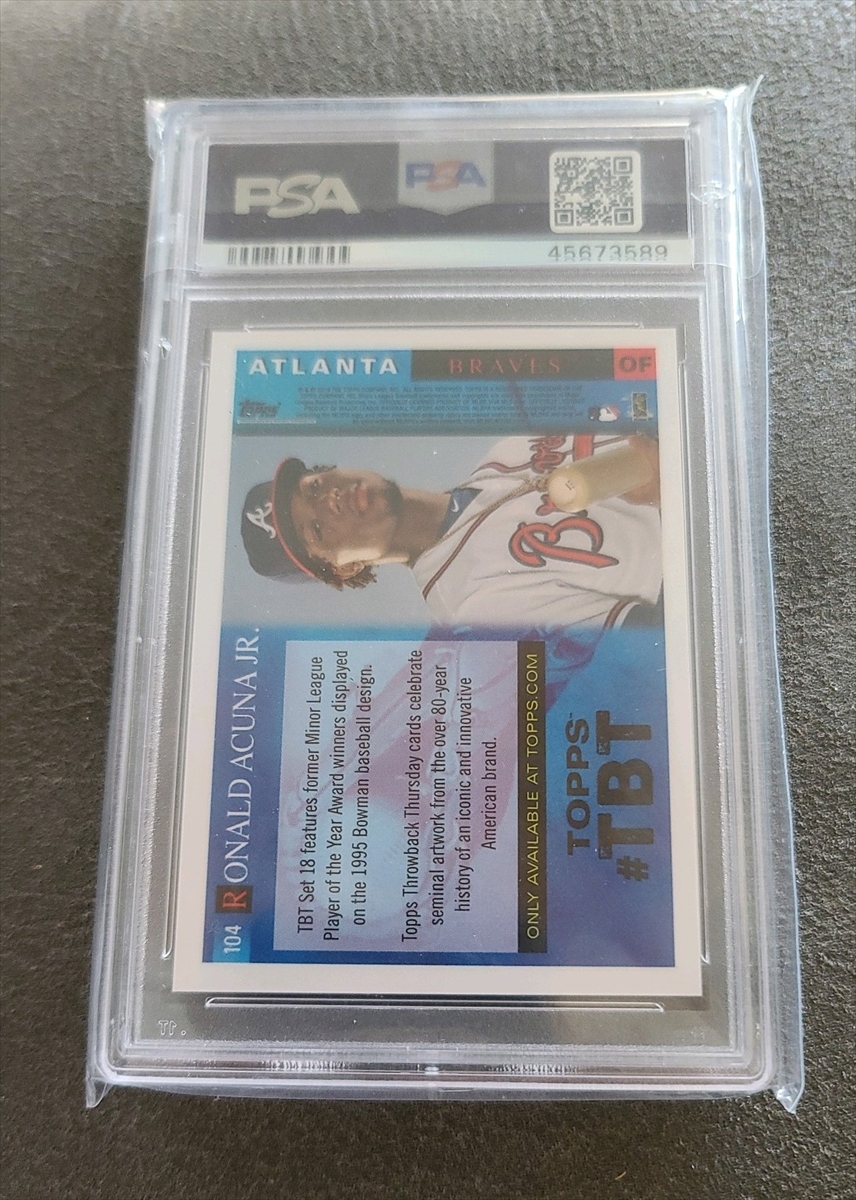 PSA
PSA
45673589
ATLANTA BRAVES OF
topps
104 RONALD ACUNA JR.
TBT Set 18 features former Minor League
Player of the Year Award winners displayed
on the 1995 Bowman baseball design.
Topps Throwback Thursday cards celebrate
seminal artwork from the over 80-year
history of an iconic and innovative
American brand.
ONLY AVAILABLE AT TOPPS.COM
TOPPS
#TBT